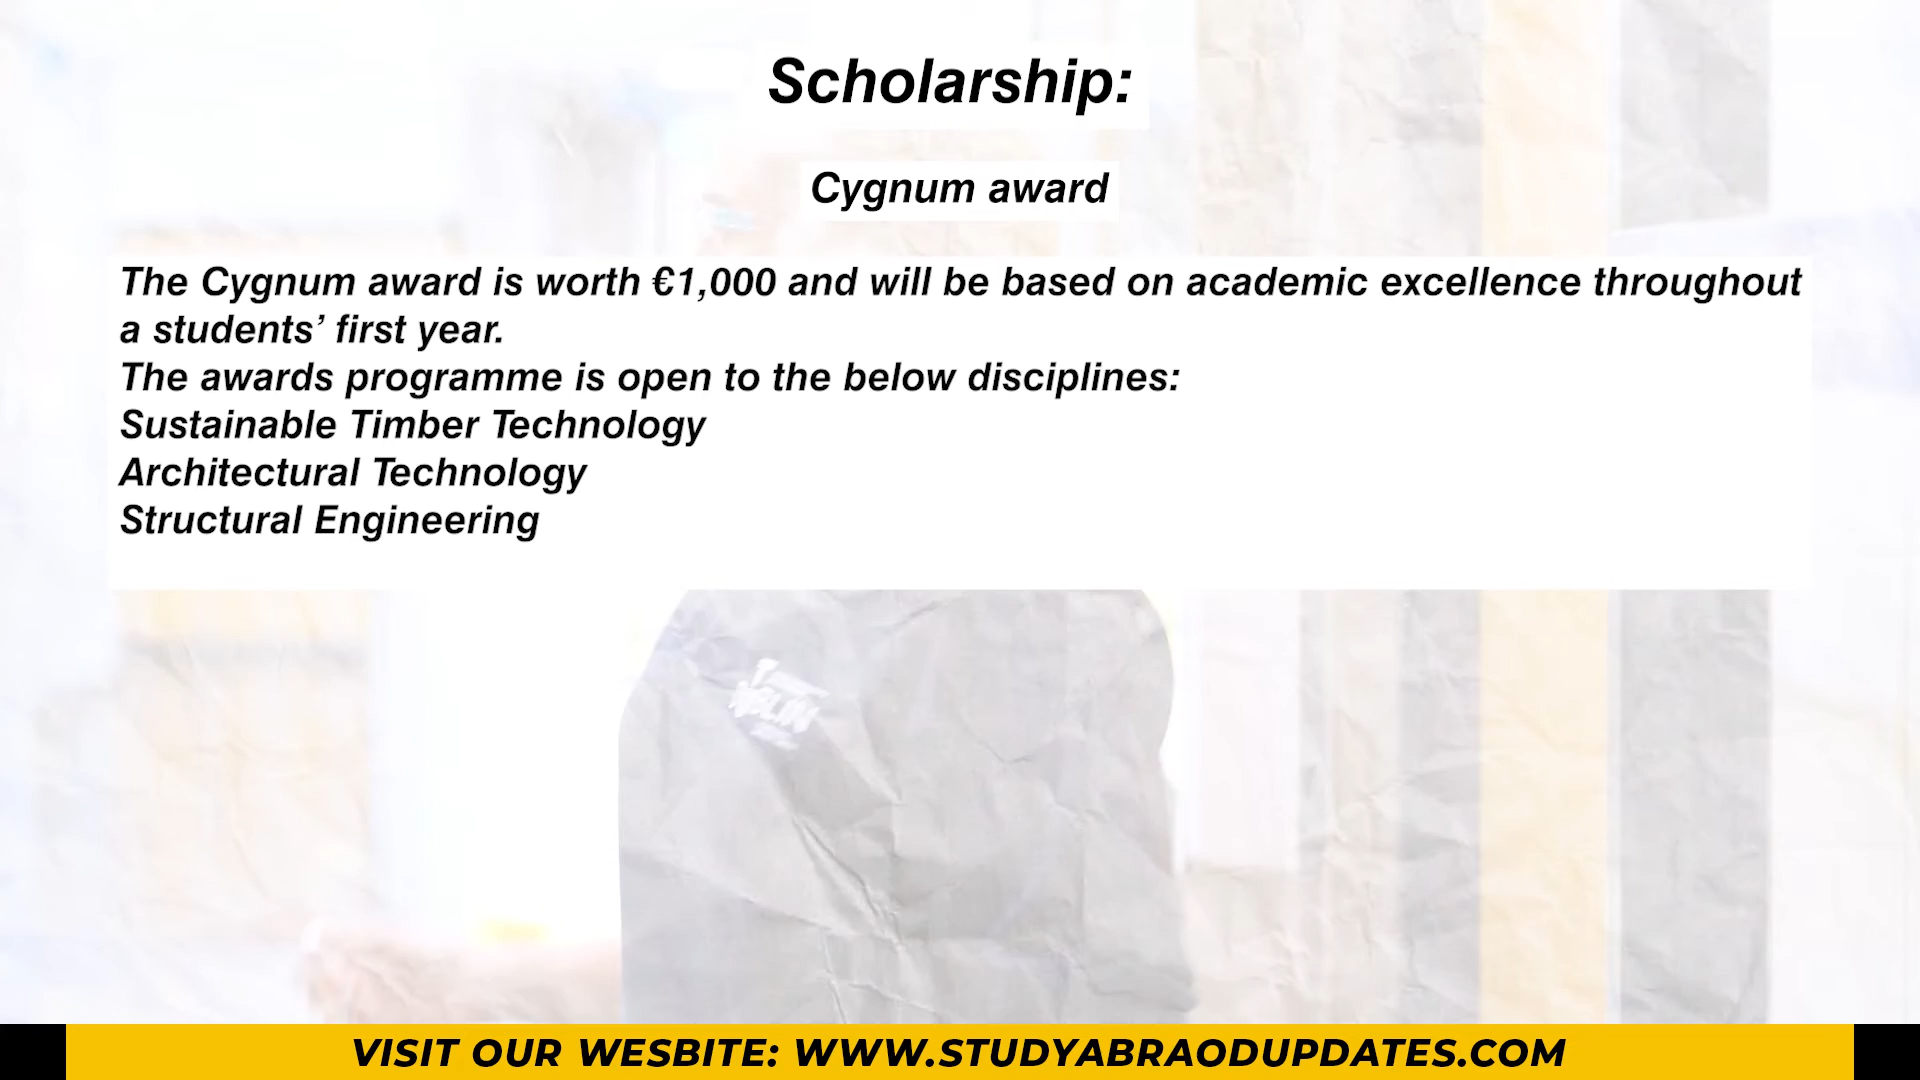 Scholarship:
Cygnum award
The Cygnum award is worth €1,000 and will be based on academic excellence throughout
a students’ first year.
The awards programme is open to the below disciplines:
Sustainable Timber Technology
Architectural Technology
Structural Engineering
VISIT OUR WESBITE: WWW.STUDYABRAODUPDATES.COM